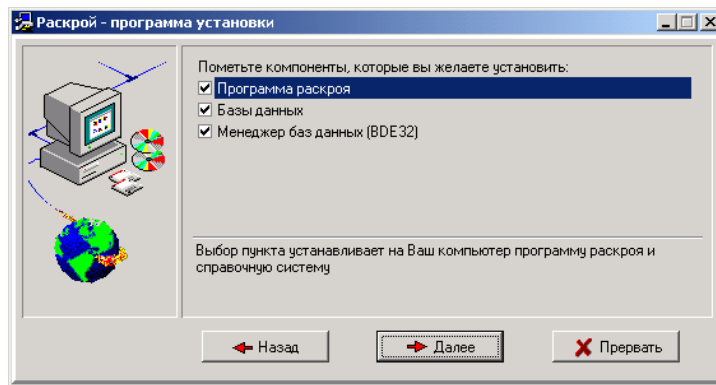 Раскрой - программа установки
Пометьте компоненты, которые вы желаете установить:
Программа раскроя
Базы данных
Менеджер баз данных (BDE32)
Выбор пункта устанавливает на Ваш компьютер программу раскроя и
справочную систему
Назад
Далее
Прервать